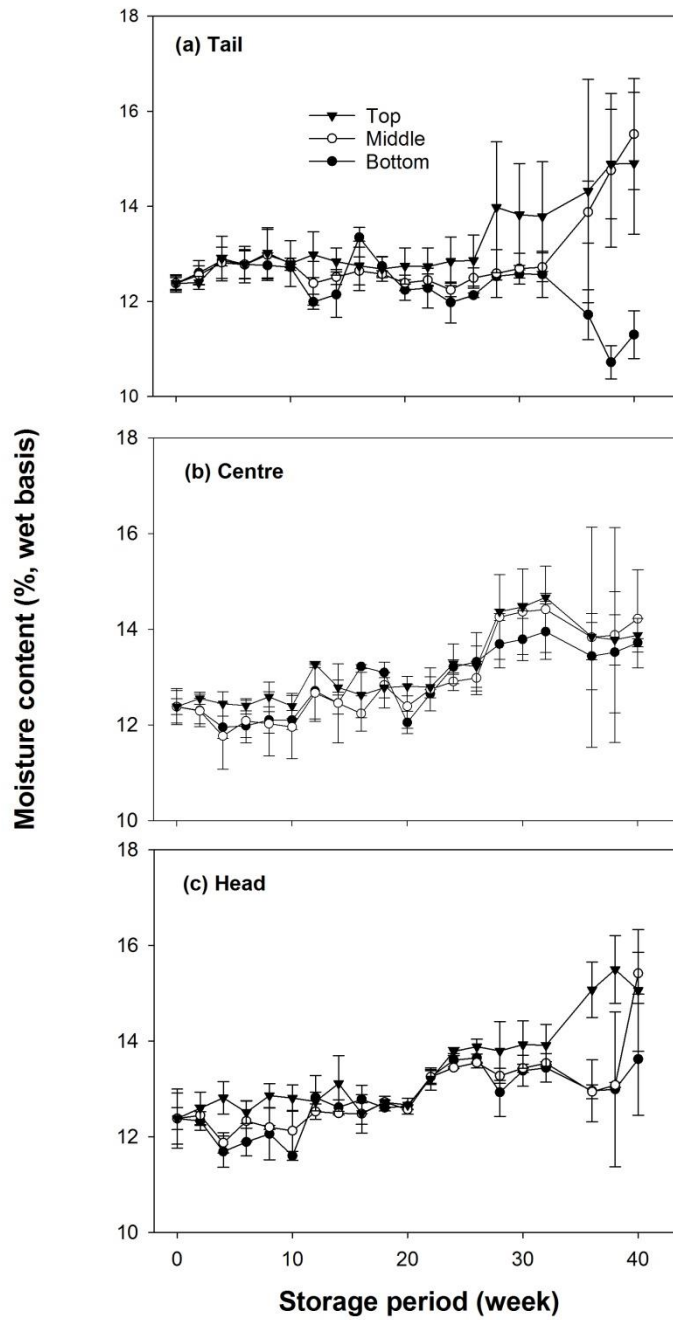 18
(a) Tail
16
Top
Middle
Bottom
14
12
10
18
(b) Centre
16
14
12
10
18
(c) Head
16
14
12
10
0 10 20 30 40
Storage period (week)
Moisture content (%, wet basis)